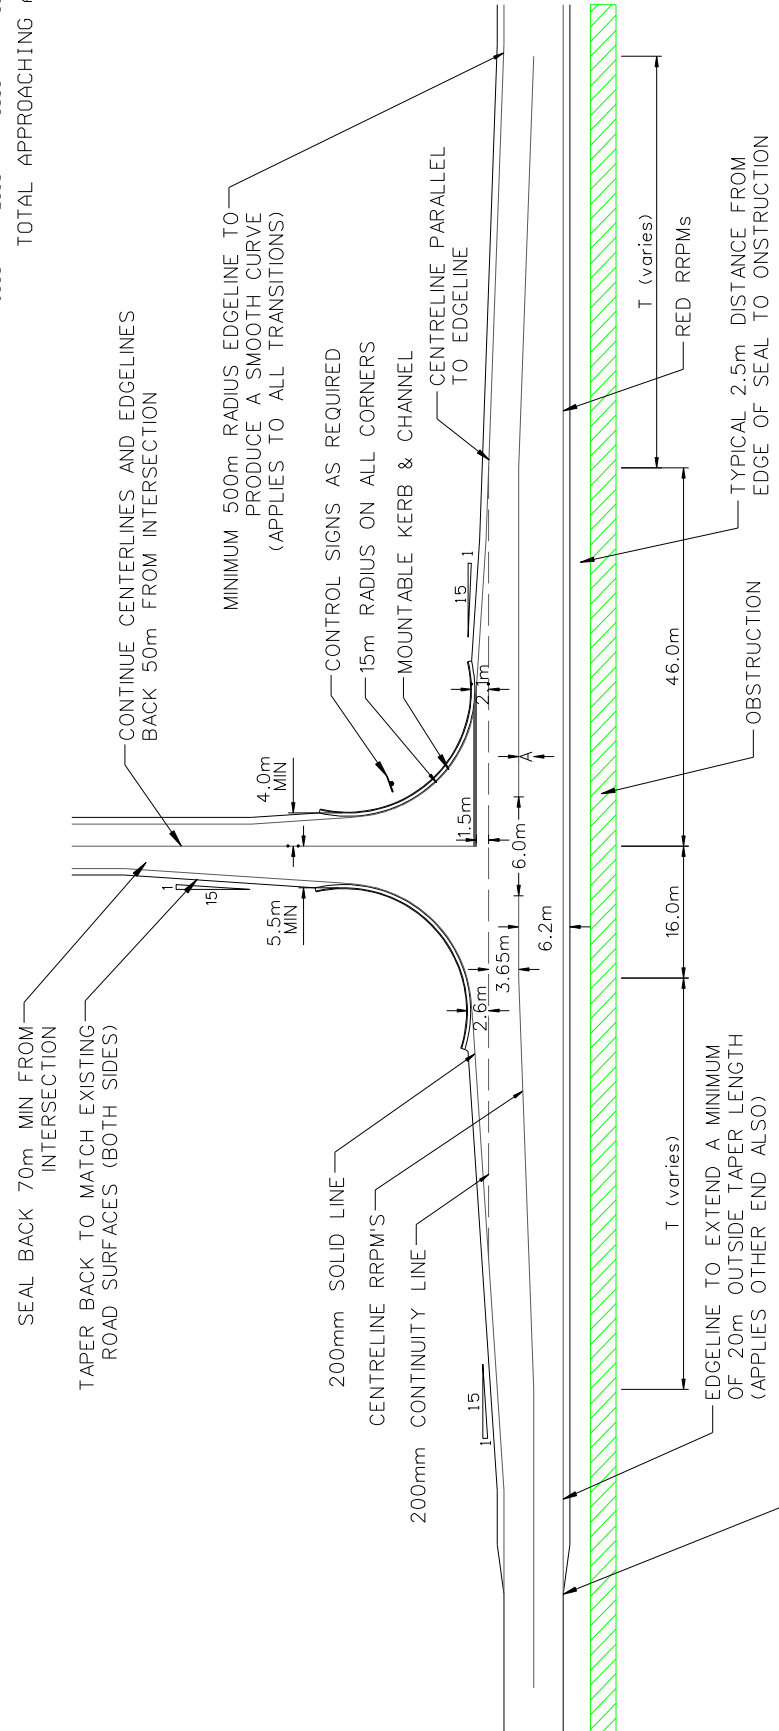 TOTAL APPROACHING
SEAL BACK 70m MIN FROM
INTERSECTION
TAPER BACK TO MATCH EXISTING
ROAD SURFACES (BOTH SIDES)
CONTINUE CENTERLINES AND EDGELINES
BACK 50m FROM INTERSECTION
1
15
4.0m
MIN
5.5m
MIN
MINIMUM 500m RADIUS EDGELINE TO
PRODUCE A SMOOTH CURVE
(APPLIES TO ALL TRANSITIONS)
CONTROL SIGNS AS REQUIRED
15m RADIUS ON ALL CORNERS
MOUNTABLE KERB & CHANNEL
CENTRELINE PARALLEL
TO EDGELINE
200mm SOLID LINE
CENTRELINE RRPM'S
200mm CONTINUITY LINE
15
1
15
1
2.6m
3.65m
1.5m
2.1m
6.0m
A
6.2m
T (varies)
16.0m
46.0m
T (varies)
RED RRPMs
EDGELINE TO EXTEND A MINIMUM
OF 20m OUTSIDE TAPER LENGTH
(APPLIES OTHER END ALSO)
OBSTRUCTION
TYPICAL 2.5m DISTANCE FROM
EDGE OF SEAL TO ONSTRUCTION